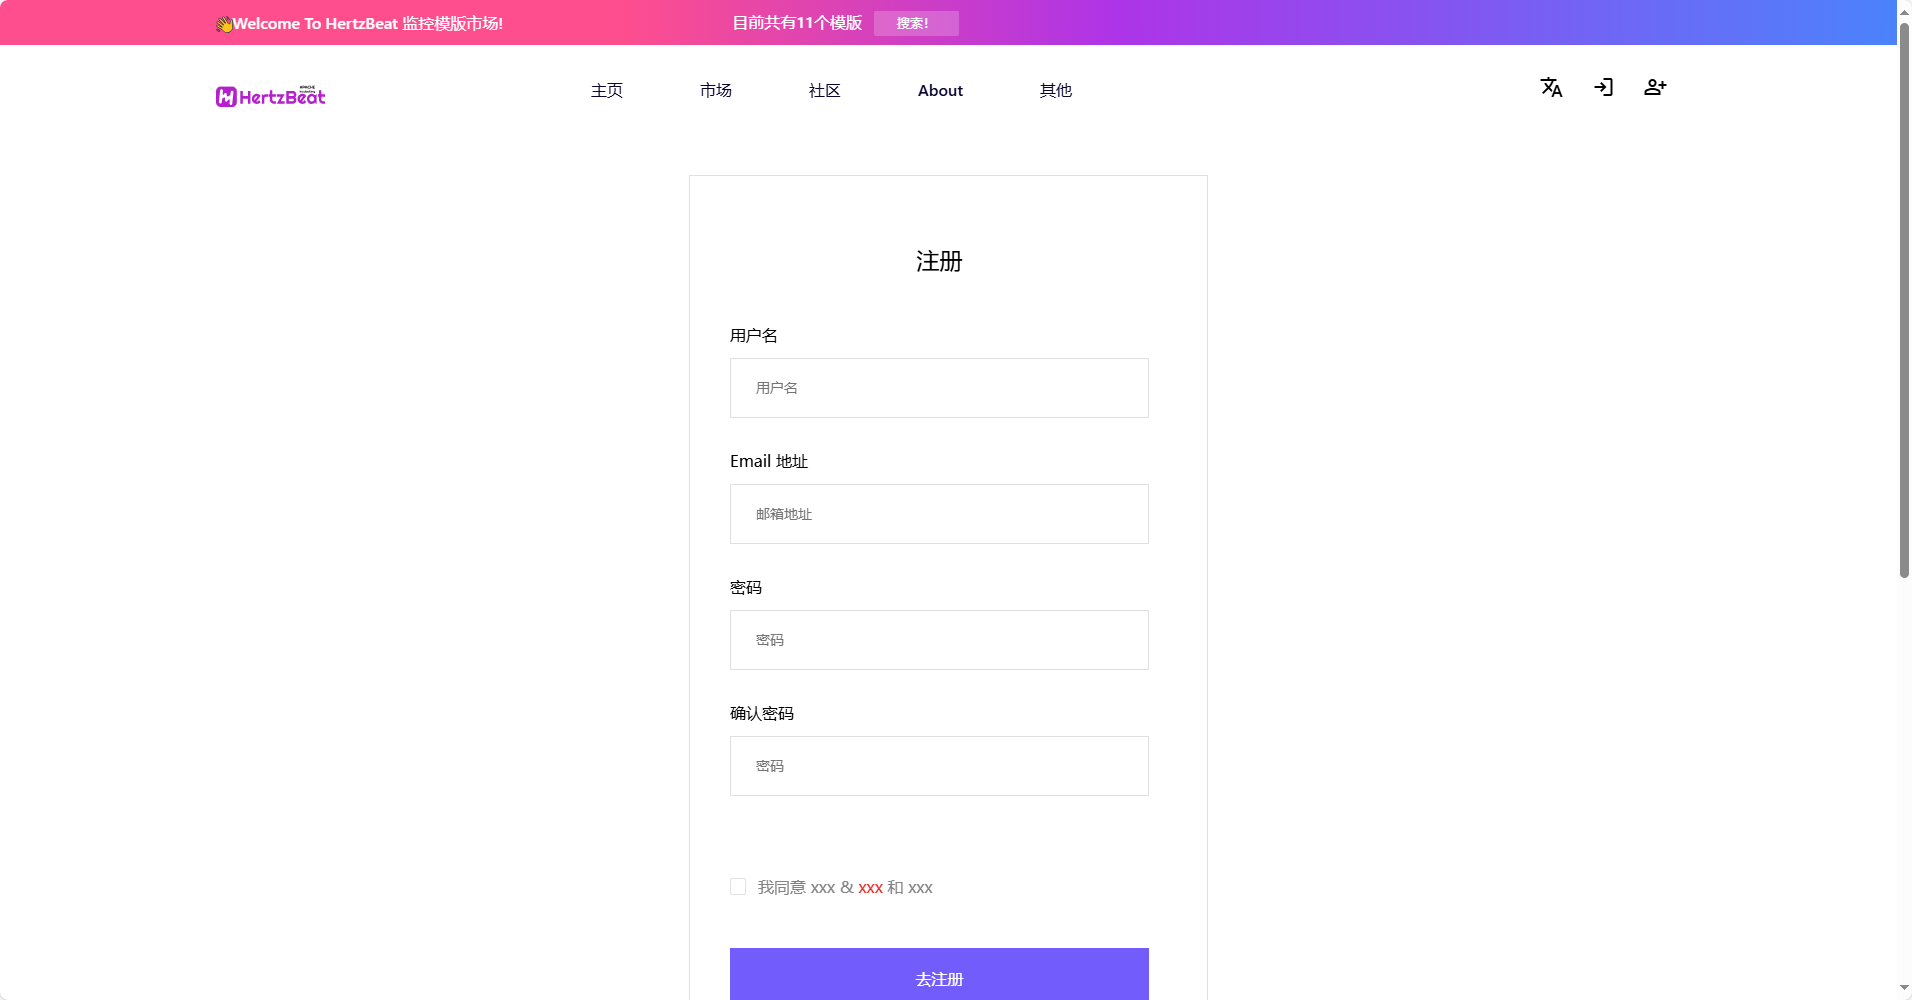 👋Welcome To HertzBeat 监控模版市场!
目前共有11个模版 搜索!
HertzBeat
主页 市场 社区 About 其他
注册
用户名
用户名
Email 地址
邮箱地址
密码
密码
确认密码
密码
我同意 xxx & xxx 和 xxx
去注册